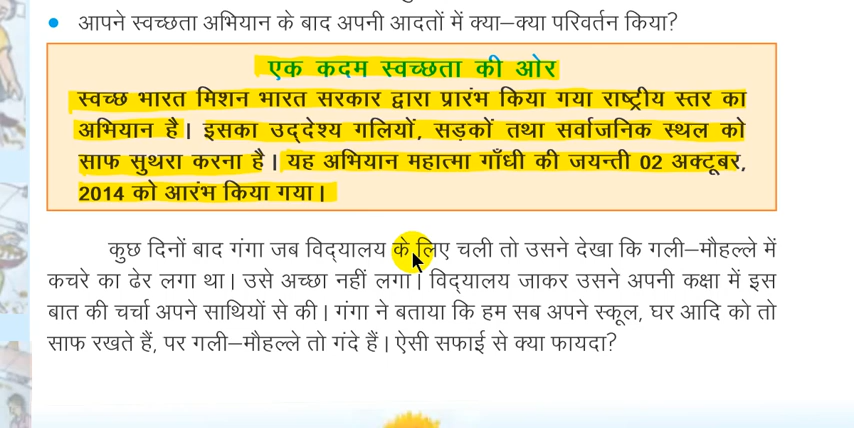 • आपने स्वच्छता अभियान के बाद अपनी आदतों में क्या–क्या परिवर्तन किया?
एक कदम स्वच्छता की ओर
स्वच्छ भारत मिशन भारत सरकार द्वारा प्रारंभ किया गया राष्ट्रीय स्तर का
अभियान है। इसका उद्देश्य गलियों, सड़कों तथा सर्वाजनिक स्थल को
साफ सुथरा करना है। यह अभियान महात्मा गाँधी की जयन्ती 02 अक्टूबर,
2014 को आरंभ किया गया।
कुछ दिनों बाद गंगा जब विद्यालय के लिए चली तो उसने देखा कि गली–मौहल्ले में
कचरे का ढेर लगा था। उसे अच्छा नहीं लगा। विद्यालय जाकर उसने अपनी कक्षा में इस
बात की चर्चा अपने साथियों से की। गंगा ने बताया कि हम सब अपने स्कूल, घर आदि को तो
साफ रखते हैं, पर गली–मौहल्ले तो गंदे हैं। ऐसी सफाई से क्या फायदा?